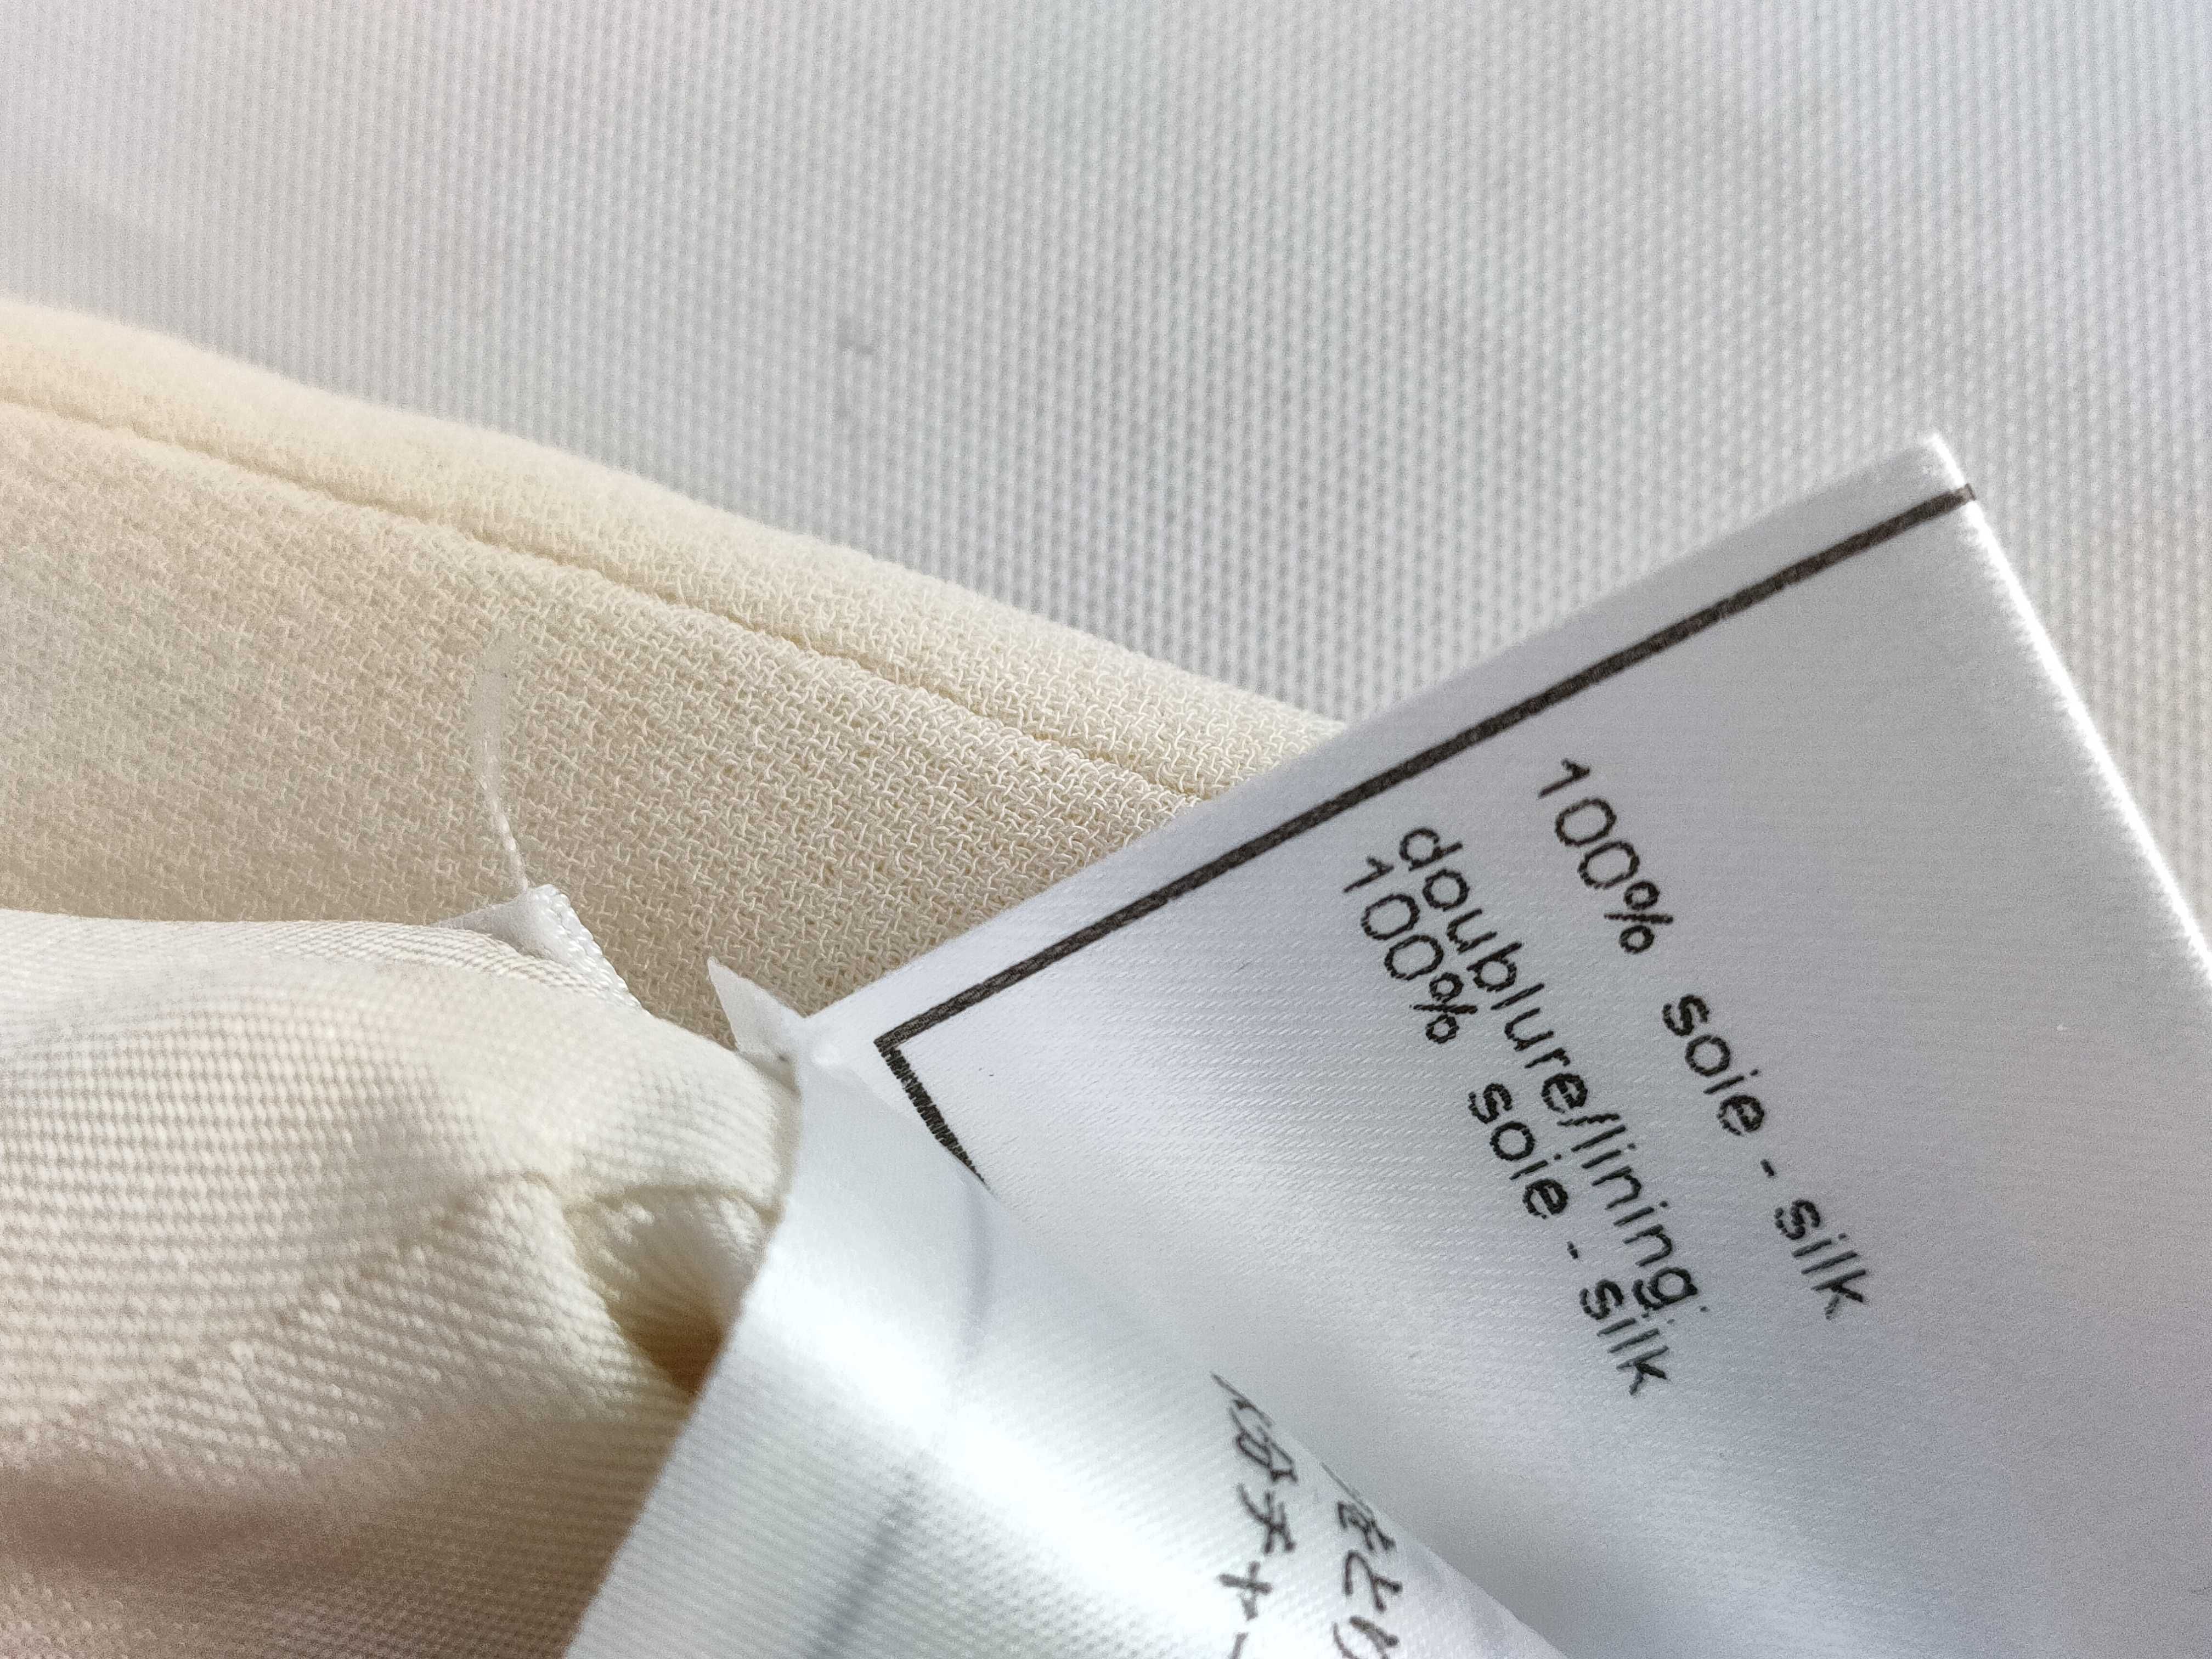 100% soie - silk
doublure/lining:
100% soie - silk